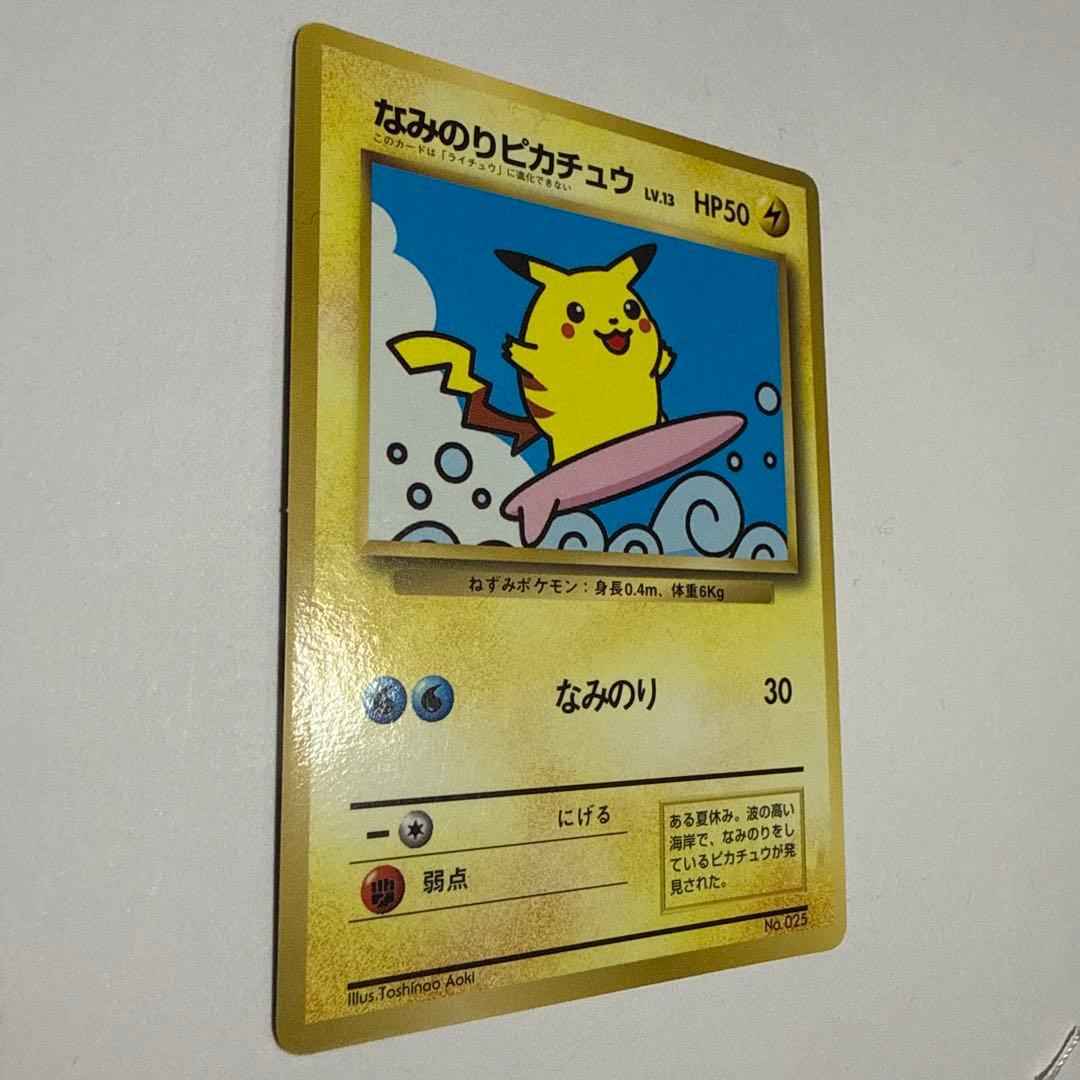 なみのりピカチュウ LV.13 HP50
このカードは「ライチュウ」に進化できない
ねずみポケモン：身長0.4m、体重6Kg
なみのり 30
ー にげる
弱点
ある夏休み。波の高い
海岸で、なみのりをし
ているピカチュウが発
見された。
No.025
Illus.Toshinao Aoki